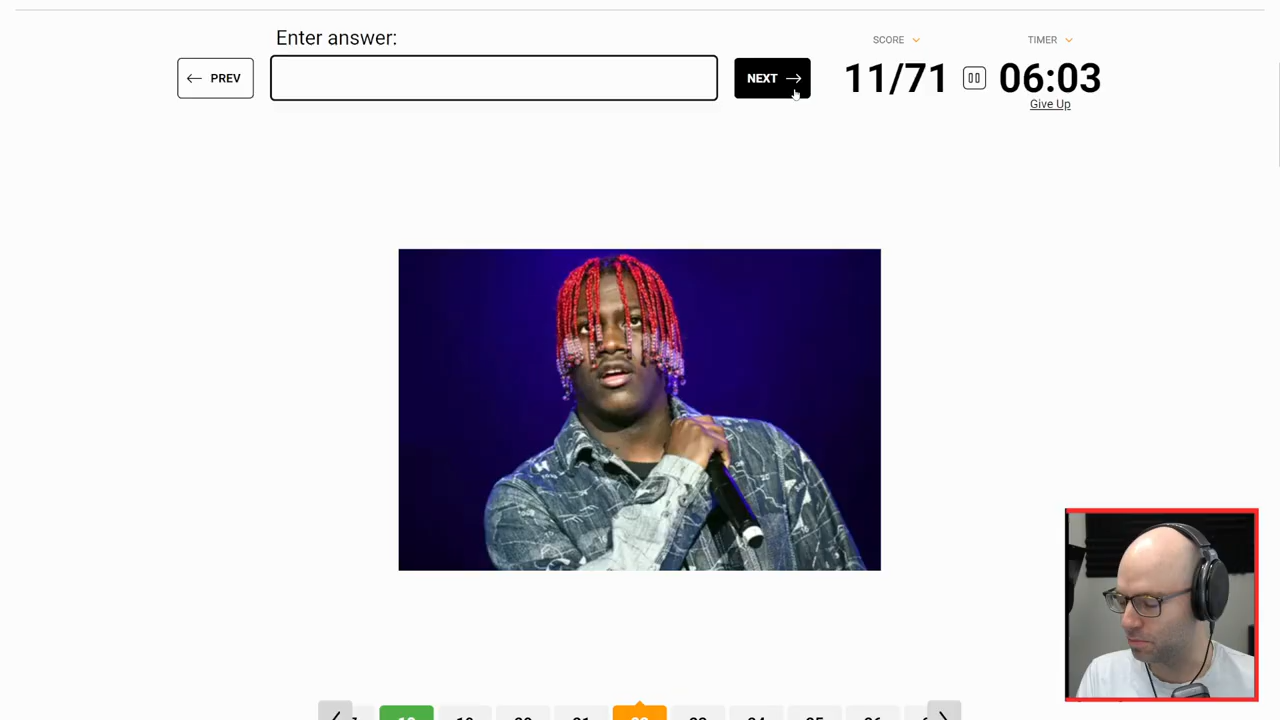 Enter answer:
SCORE
TIMER
PREV
NEXT
11/71
06:03
Give Up